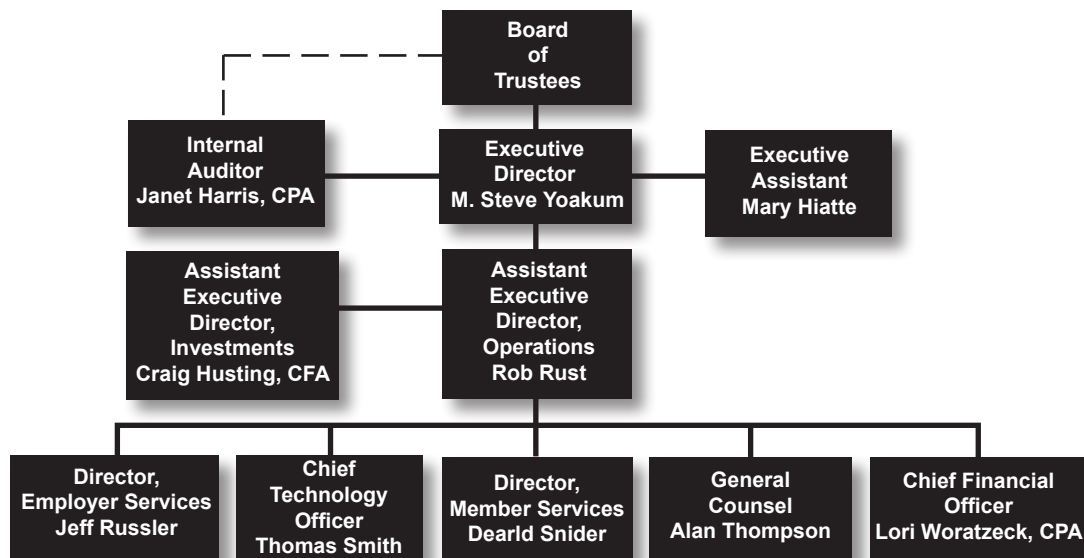 Board
of
Trustees
Internal
Auditor
Janet Harris, CPA
Executive
Director
M. Steve Yoakum
Executive
Assistant
Mary Hiatte
Assistant
Executive
Director,
Investments
Craig Husting, CFA
Assistant
Executive
Director,
Operations
Rob Rust
Director,
Employer Services
Jeff Russler
Chief
Technology
Officer
Thomas Smith
Director,
Member Services
Dearld Snider
General
Counsel
Alan Thompson
Chief Financial
Officer
Lori Woratzeck, CPA